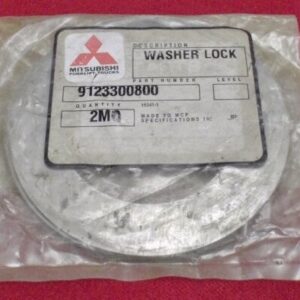 DESCRIPTION
WASHER LOCK
MITSUBISHI
FORKLIFT TRUCKS
PART NUMBER LEVEL
9123300800
QUANTITY
2MQ
MADE TO MCF
SPECIFICATIONS INC